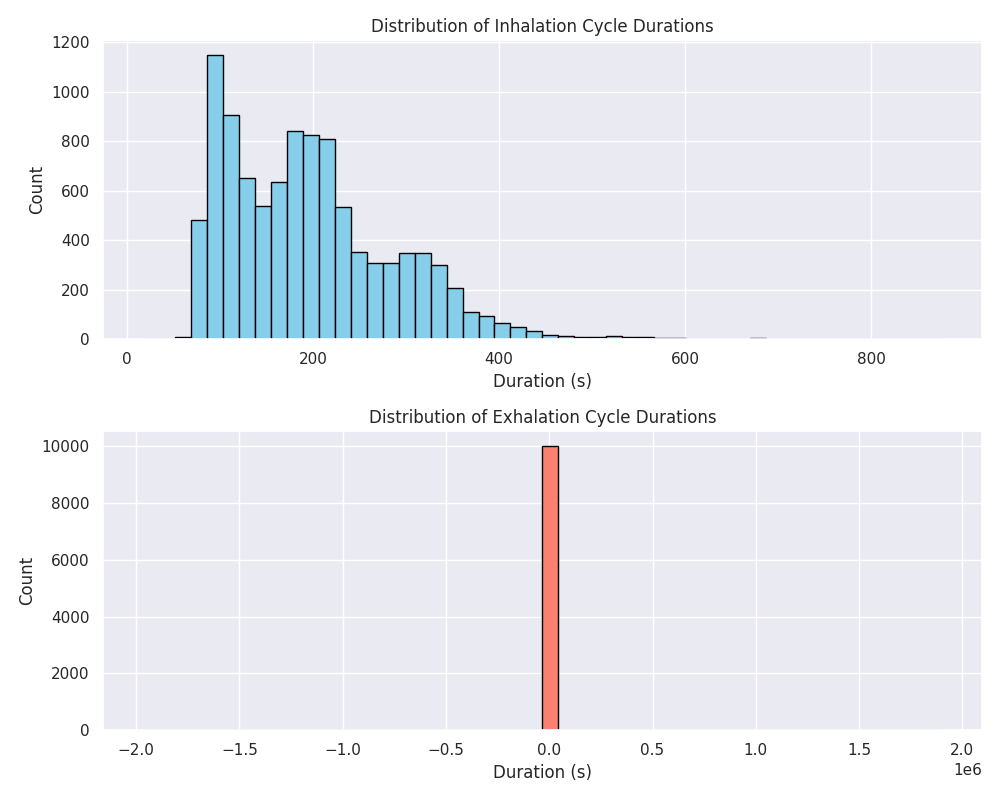 Distribution of Inhalation Cycle Durations
1200
1000
800
600
400
200
0
Count
0 200 400 600 800
Duration (s)
Distribution of Exhalation Cycle Durations
10000
8000
6000
4000
2000
0
Count
−2.0 −1.5 −1.0 −0.5 0.0 0.5 1.0 1.5 2.0
1e6
Duration (s)